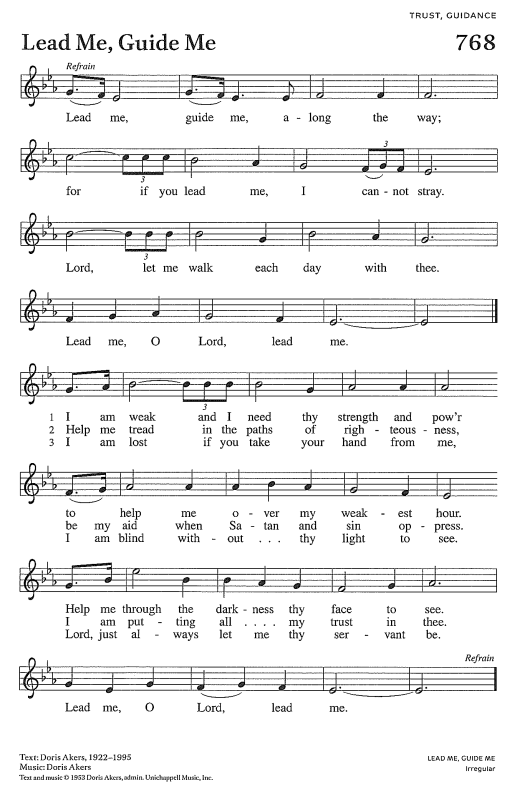 TRUST, GUIDANCE
Lead Me, Guide Me 768
Refrain
Lead me, guide me, a - long the way;
3
3
for if you lead me, I can - not stray.
3
Lord, let me walk each day with thee.
Lead me, O Lord, lead me.
3
1 I am weak and I need thy strength and pow'r
2 Help me tread in the paths of righ - teous - ness,
3 I am lost if you take your hand from me,
to help me o - ver my weak - est hour.
be my aid when Sa - tan and sin op - press.
I am blind with - out . . . thy light to see.
Help me through the dark - ness thy face to see.
I am put - ting all . . . . my trust in thee.
Lord, just al - ways let me thy ser - vant be.
Refrain
Lead me, O Lord, lead me.
Text: Doris Akers, 1922–1995
Music: Doris Akers
Text and music © 1953 Doris Akers, admin. Unichappell Music, Inc.
LEAD ME, GUIDE ME
Irregular